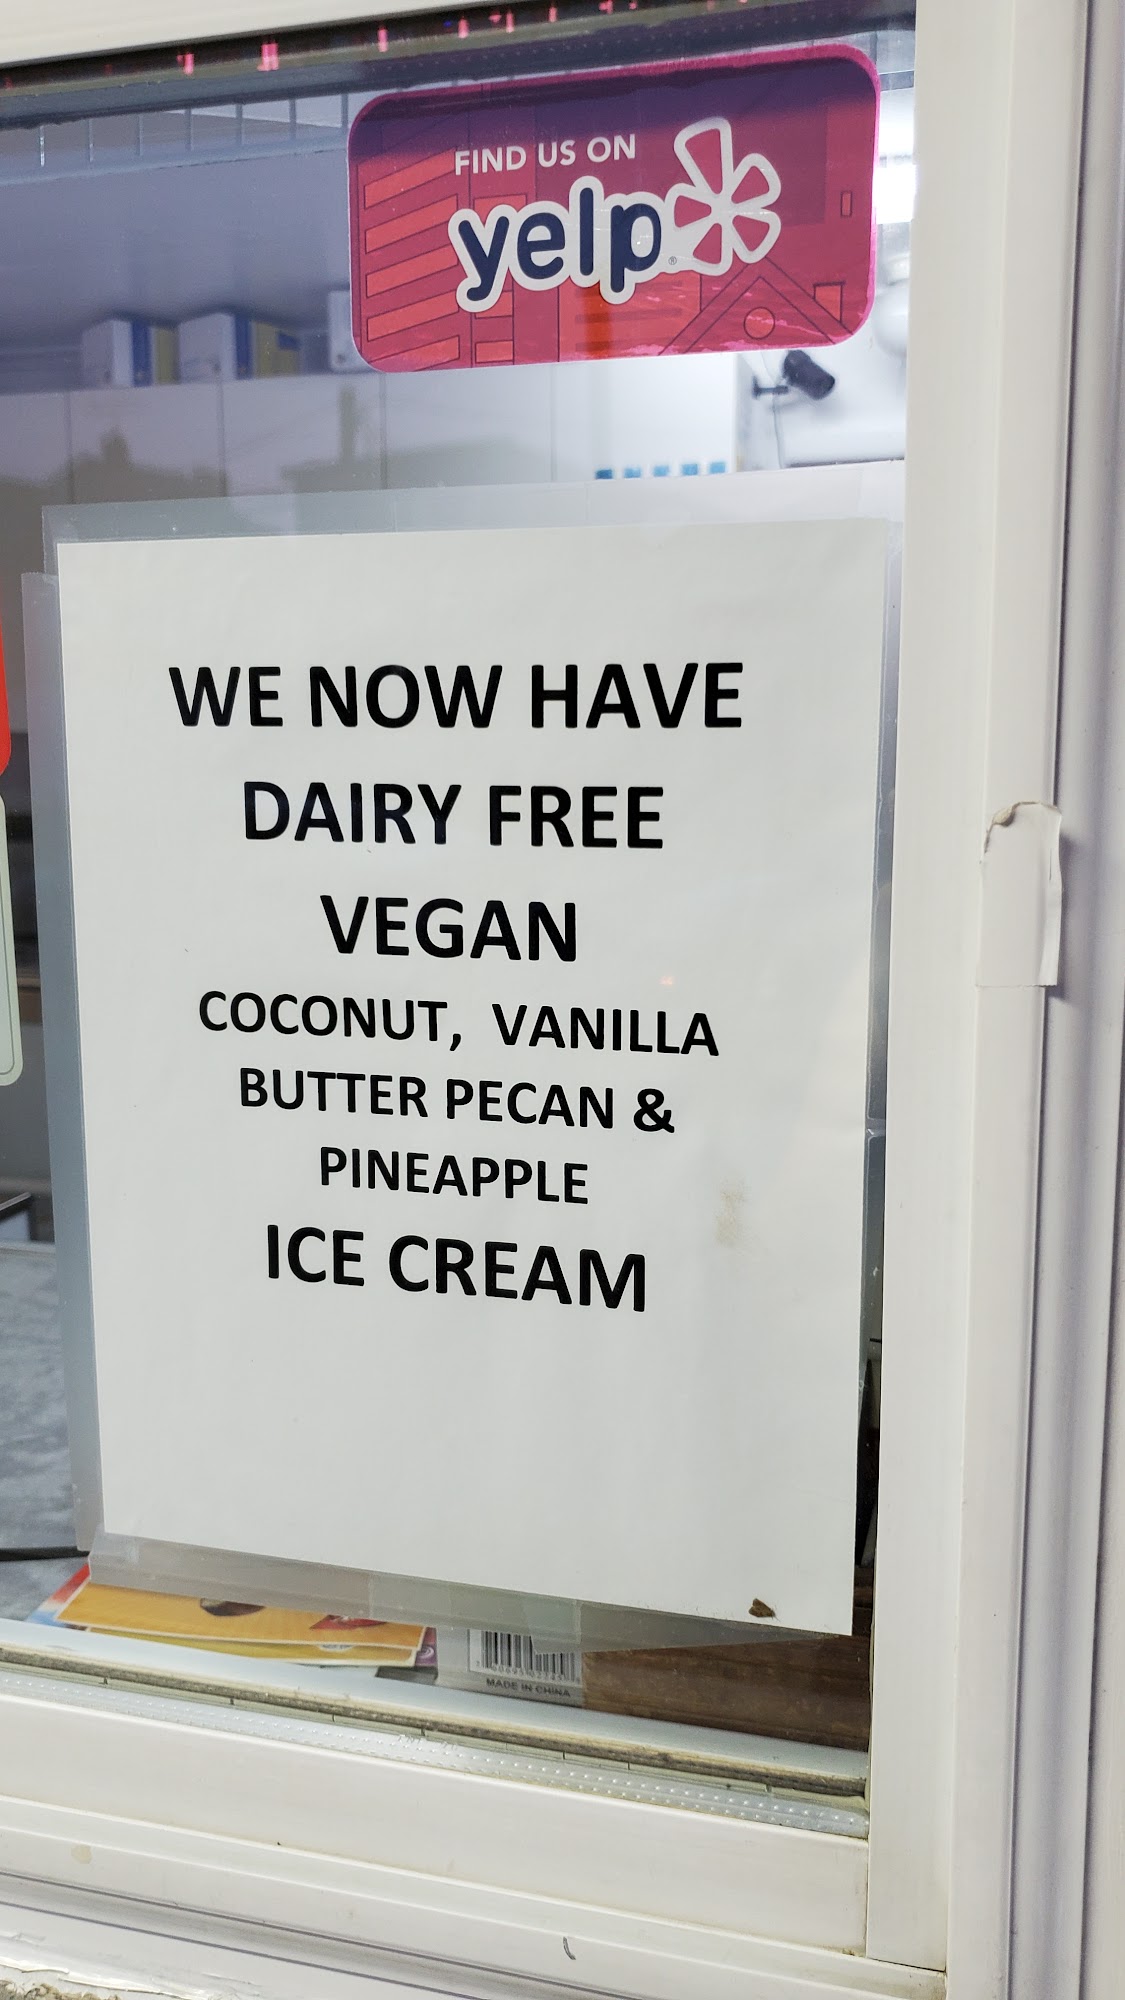 FIND US ON
yelp
WE NOW HAVE
DAIRY FREE
VEGAN
COCONUT, VANILLA
BUTTER PECAN &
PINEAPPLE
ICE CREAM
MADE IN CHINA